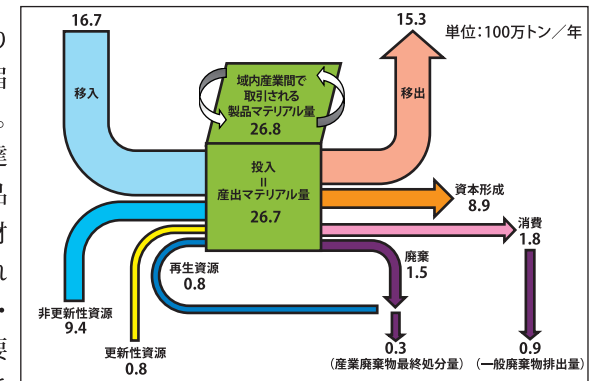 16.7
15.3
単位：100万トン／年
移入
域内産業間で
取引される
製品マテリアル量
26.8
移出
投入
＝
産出マテリアル量
26.7
資本形成
8.9
消費
1.8
廃棄
1.5
再生資源
0.8
非更新性資源
9.4
更新性資源
0.8
0.3
（産業廃棄物最終処分量）
0.9
（一般廃棄物排出量）